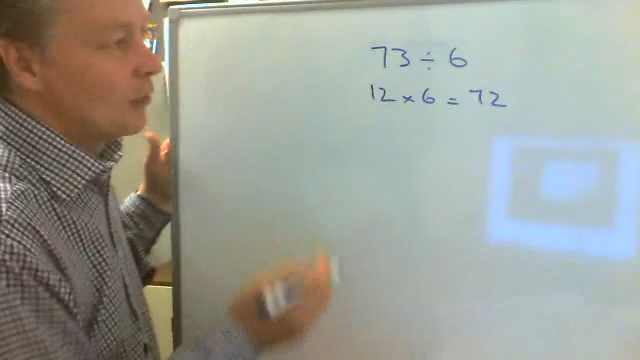 73 ÷ 6
12 × 6 = 72